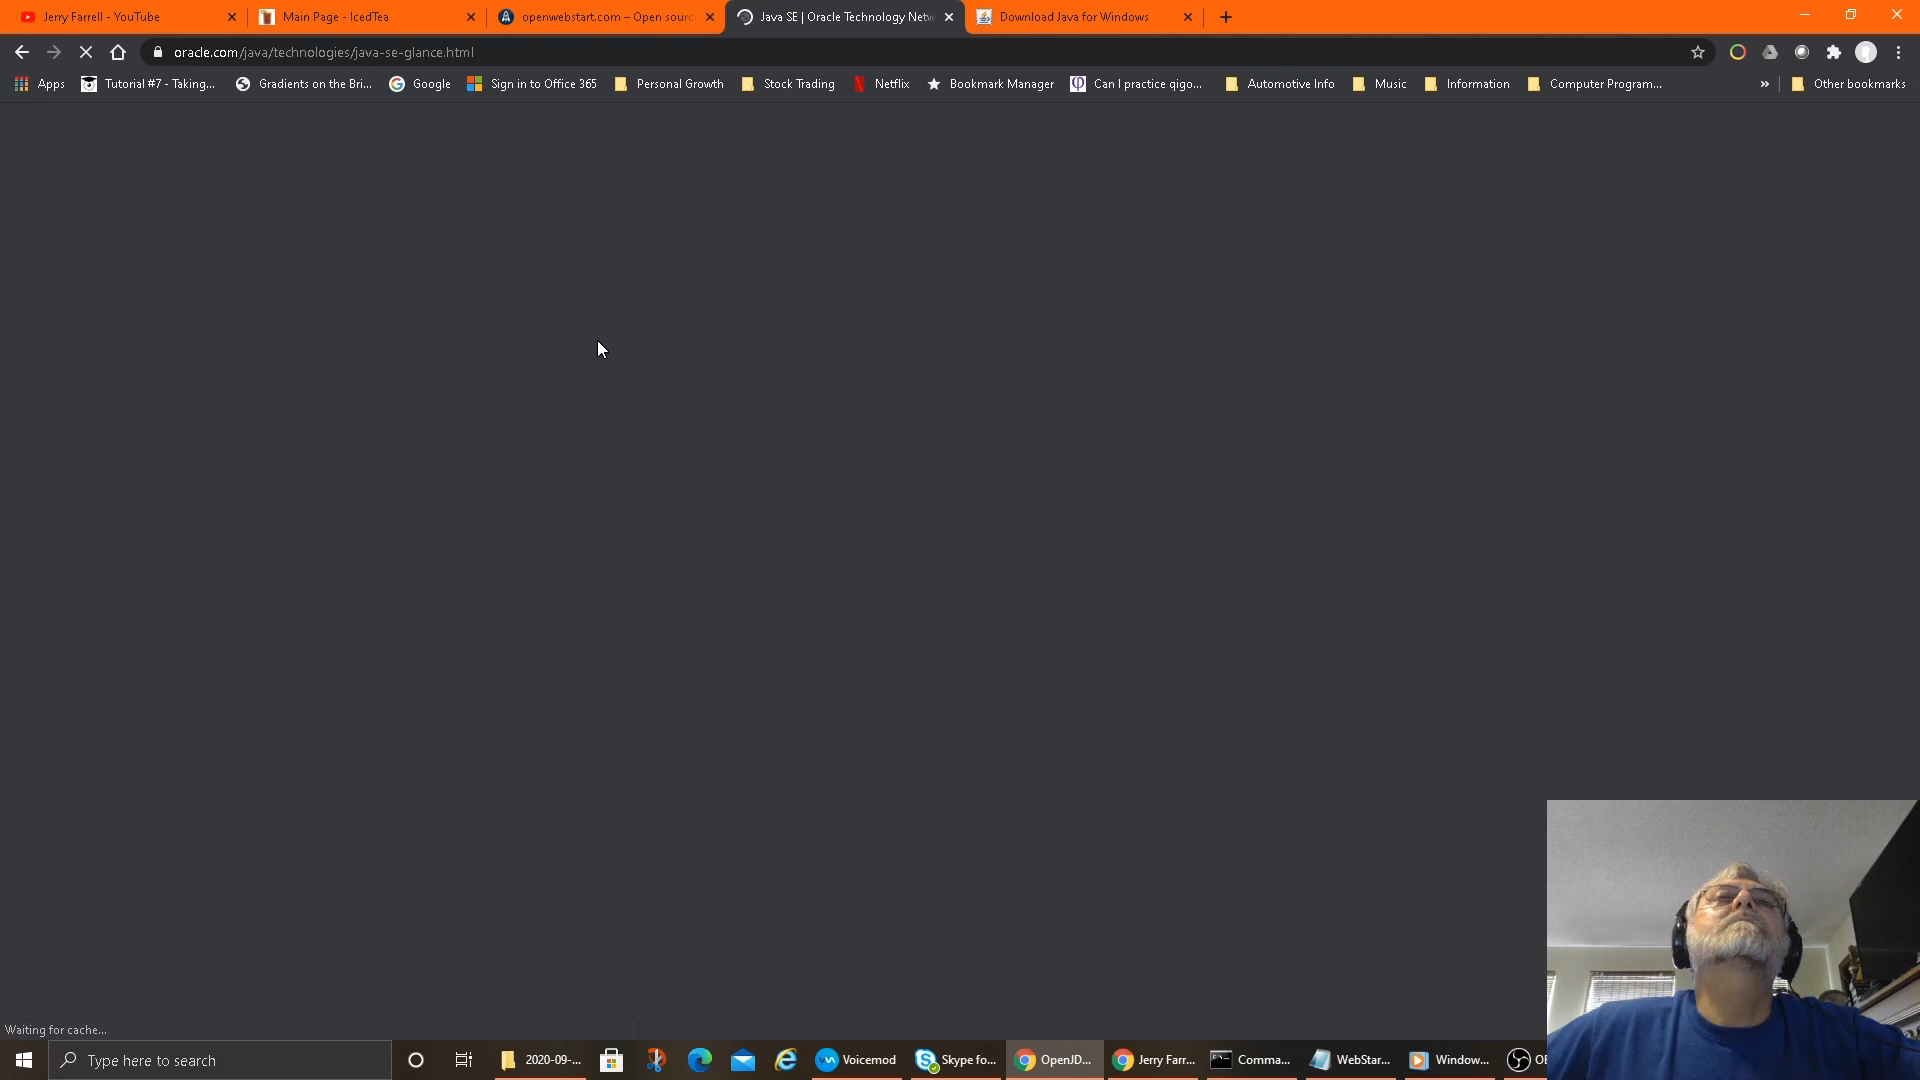 Jerry Farrell - YouTube
Main Page - IcedTea
openwebstart.com – Open sourc
Java SE | Oracle Technology Netw
Download Java for Windows
oracle.com/java/technologies/java-se-glance.html
Apps
Tutorial #7 - Taking...
Gradients on the Bri...
Google
Sign in to Office 365
Personal Growth
Stock Trading
Netflix
Bookmark Manager
Can I practice qigo...
Automotive Info
Music
Information
Computer Program...
»
Other bookmarks
Waiting for cache...
Type here to search
2020-09-...
Voicemod
Skype fo...
OpenJD...
Jerry Farr...
Comma...
WebStar...
Window...